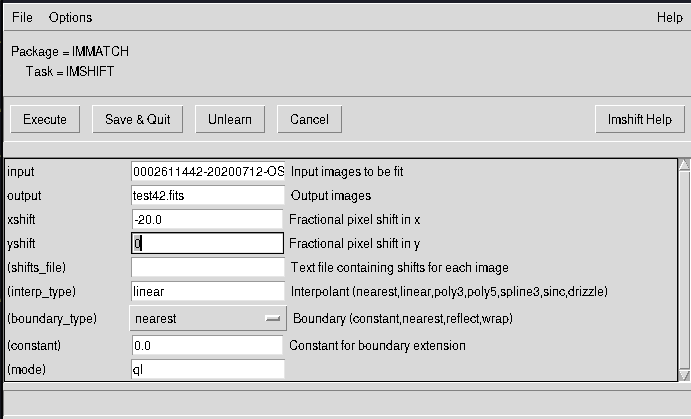 File Options Help
Package = IMMATCH
Task = IMSHIFT
Execute Save & Quit Unlearn Cancel Imshift Help
input 0002611442-20200712-OS Input images to be fit
output test42.fits Output images
xshift -20.0 Fractional pixel shift in x
yshift 0 Fractional pixel shift in y
(shifts_file) Text file containing shifts for each image
(interp_type) linear Interpolant (nearest,linear,poly3,poly5,spline3,sinc,drizzle)
(boundary_type) nearest Boundary (constant,nearest,reflect,wrap)
(constant) 0.0 Constant for boundary extension
(mode) ql